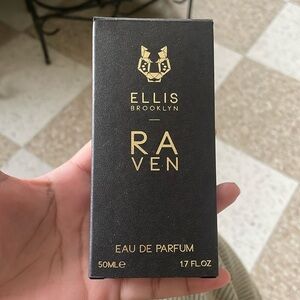 ELLIS
BROOKLYN
RA
VEN
EAU DE PARFUM
50ML℮ 1.7 FL.OZ